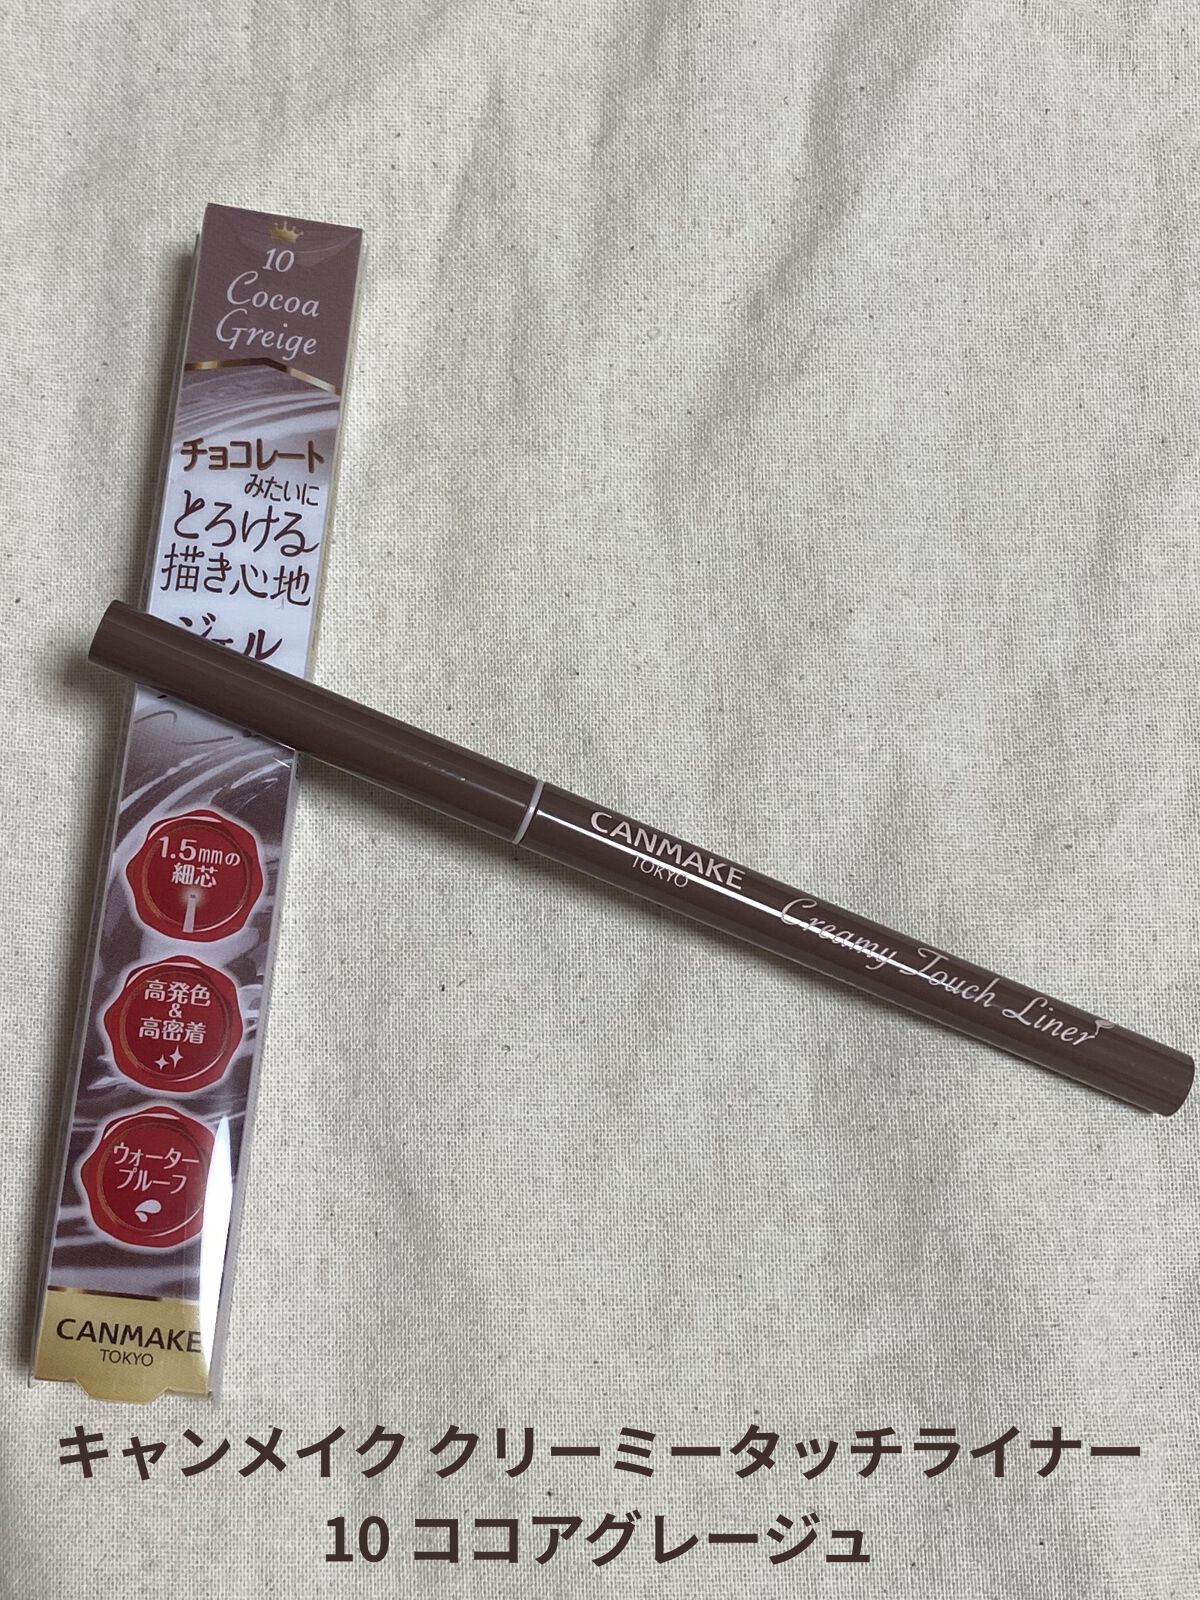 10
Cocoa
Greige
チョコレート
みたいに
とろける
描き心地
ジェル
1.5mmの
細芯
高発色
&
高密着
ウォーター
プルーフ
CANMAKE
TOKYO
CANMAKE
TOKYO
Creamy Touch Liner
キャンメイク クリーミータッチライナー
10 ココアグレージュ